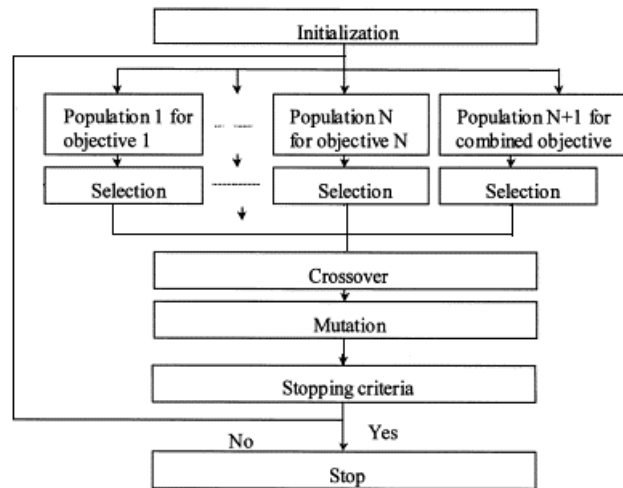 Initialization
Population 1 for
objective 1
Population N
for objective N
Population N+1 for
combined objective
Selection
Selection
Selection
Crossover
Mutation
Stopping criteria
No
Yes
Stop